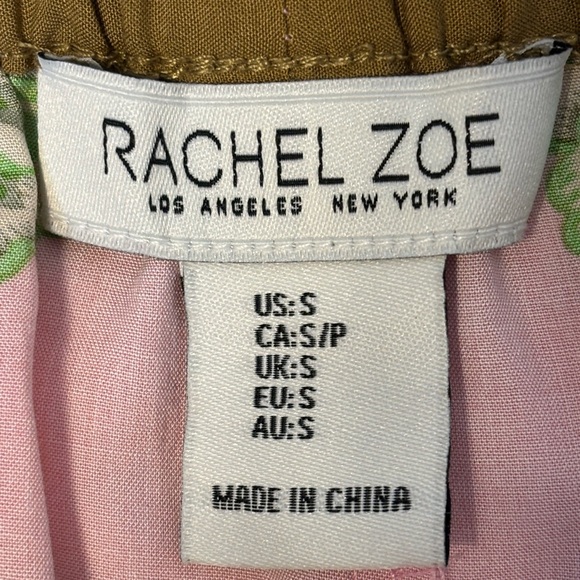 RACHEL ZOE
LOS ANGELES NEW YORK
US:S
CA:S/P
UK:S
EU:S
AU:S
MADE IN CHINA